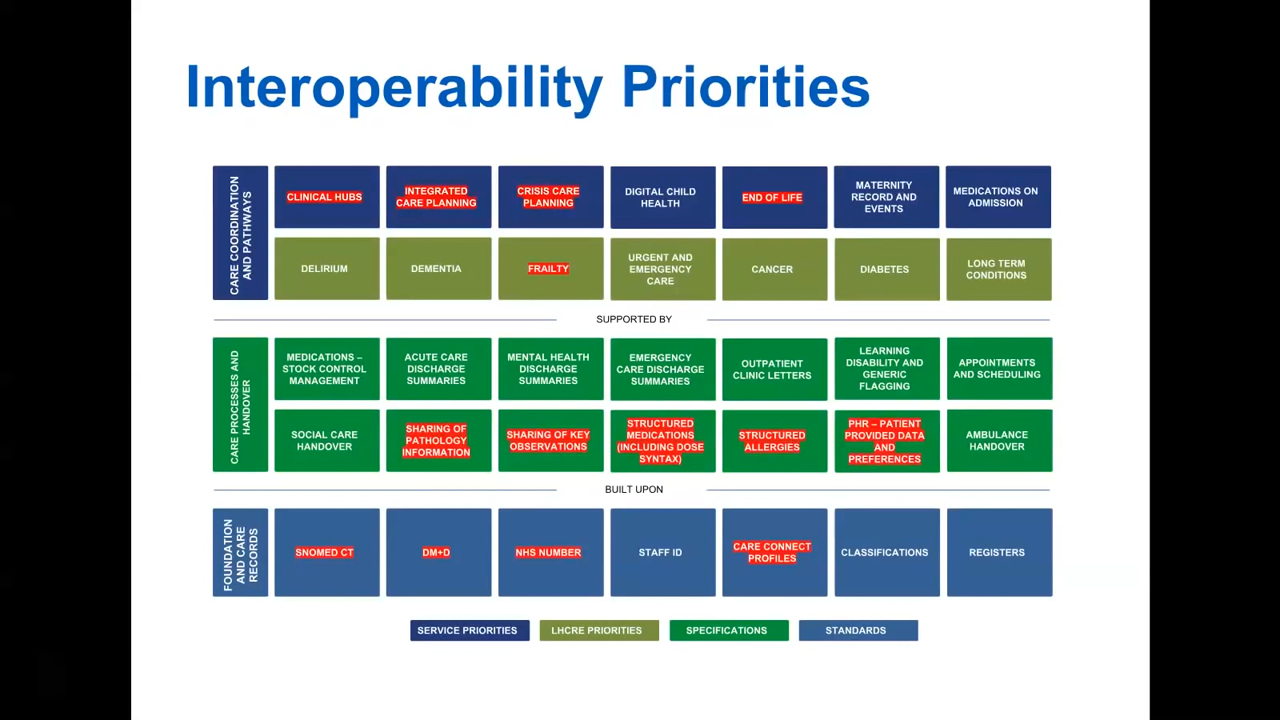 Interoperability Priorities
CARE COORDINATION
AND PATHWAYS
CLINICAL HUBS
INTEGRATED
CARE PLANNING
CRISIS CARE
PLANNING
DIGITAL CHILD
HEALTH
END OF LIFE
MATERNITY
RECORD AND
EVENTS
MEDICATIONS ON
ADMISSION
DELIRIUM
DEMENTIA
FRAILTY
URGENT AND
EMERGENCY
CARE
CANCER
DIABETES
LONG TERM
CONDITIONS
SUPPORTED BY
CARE PROCESSES AND
HANDOVER
MEDICATIONS –
STOCK CONTROL
MANAGEMENT
ACUTE CARE
DISCHARGE
SUMMARIES
MENTAL HEALTH
DISCHARGE
SUMMARIES
EMERGENCY
CARE DISCHARGE
SUMMARIES
OUTPATIENT
CLINIC LETTERS
LEARNING
DISABILITY AND
GENERIC
FLAGGING
APPOINTMENTS
AND SCHEDULING
SOCIAL CARE
HANDOVER
SHARING OF
PATHOLOGY
INFORMATION
SHARING OF KEY
OBSERVATIONS
STRUCTURED
MEDICATIONS
(INCLUDING DOSE
SYNTAX)
STRUCTURED
ALLERGIES
PHR – PATIENT
PROVIDED DATA
AND
PREFERENCES
AMBULANCE
HANDOVER
BUILT UPON
FOUNDATION
AND CARE
RECORDS
SNOMED CT
DM+D
NHS NUMBER
STAFF ID
CARE CONNECT
PROFILES
CLASSIFICATIONS
REGISTERS
SERVICE PRIORITIES
LHCRE PRIORITIES
SPECIFICATIONS
STANDARDS